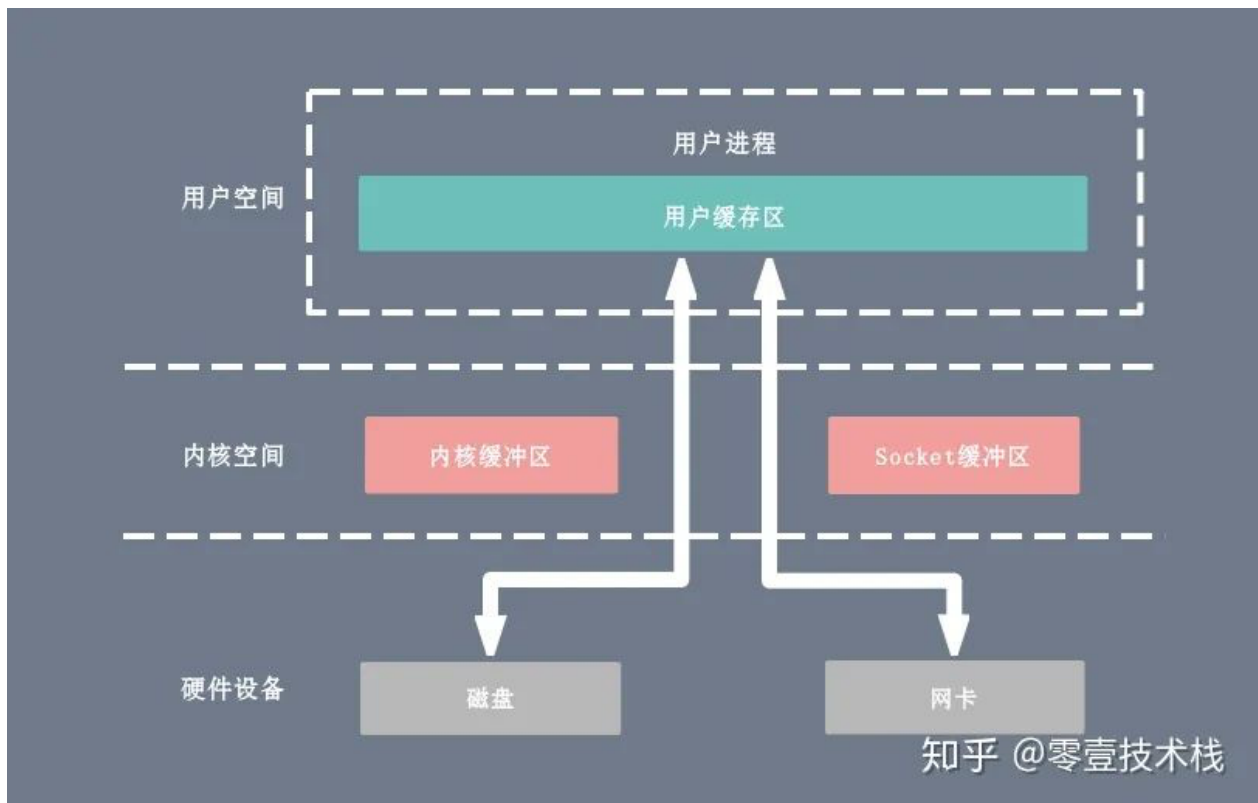 用户进程
用户空间
用户缓存区
内核空间
内核缓冲区
Socket缓冲区
硬件设备
磁盘
网卡
知乎 @零壹技术栈